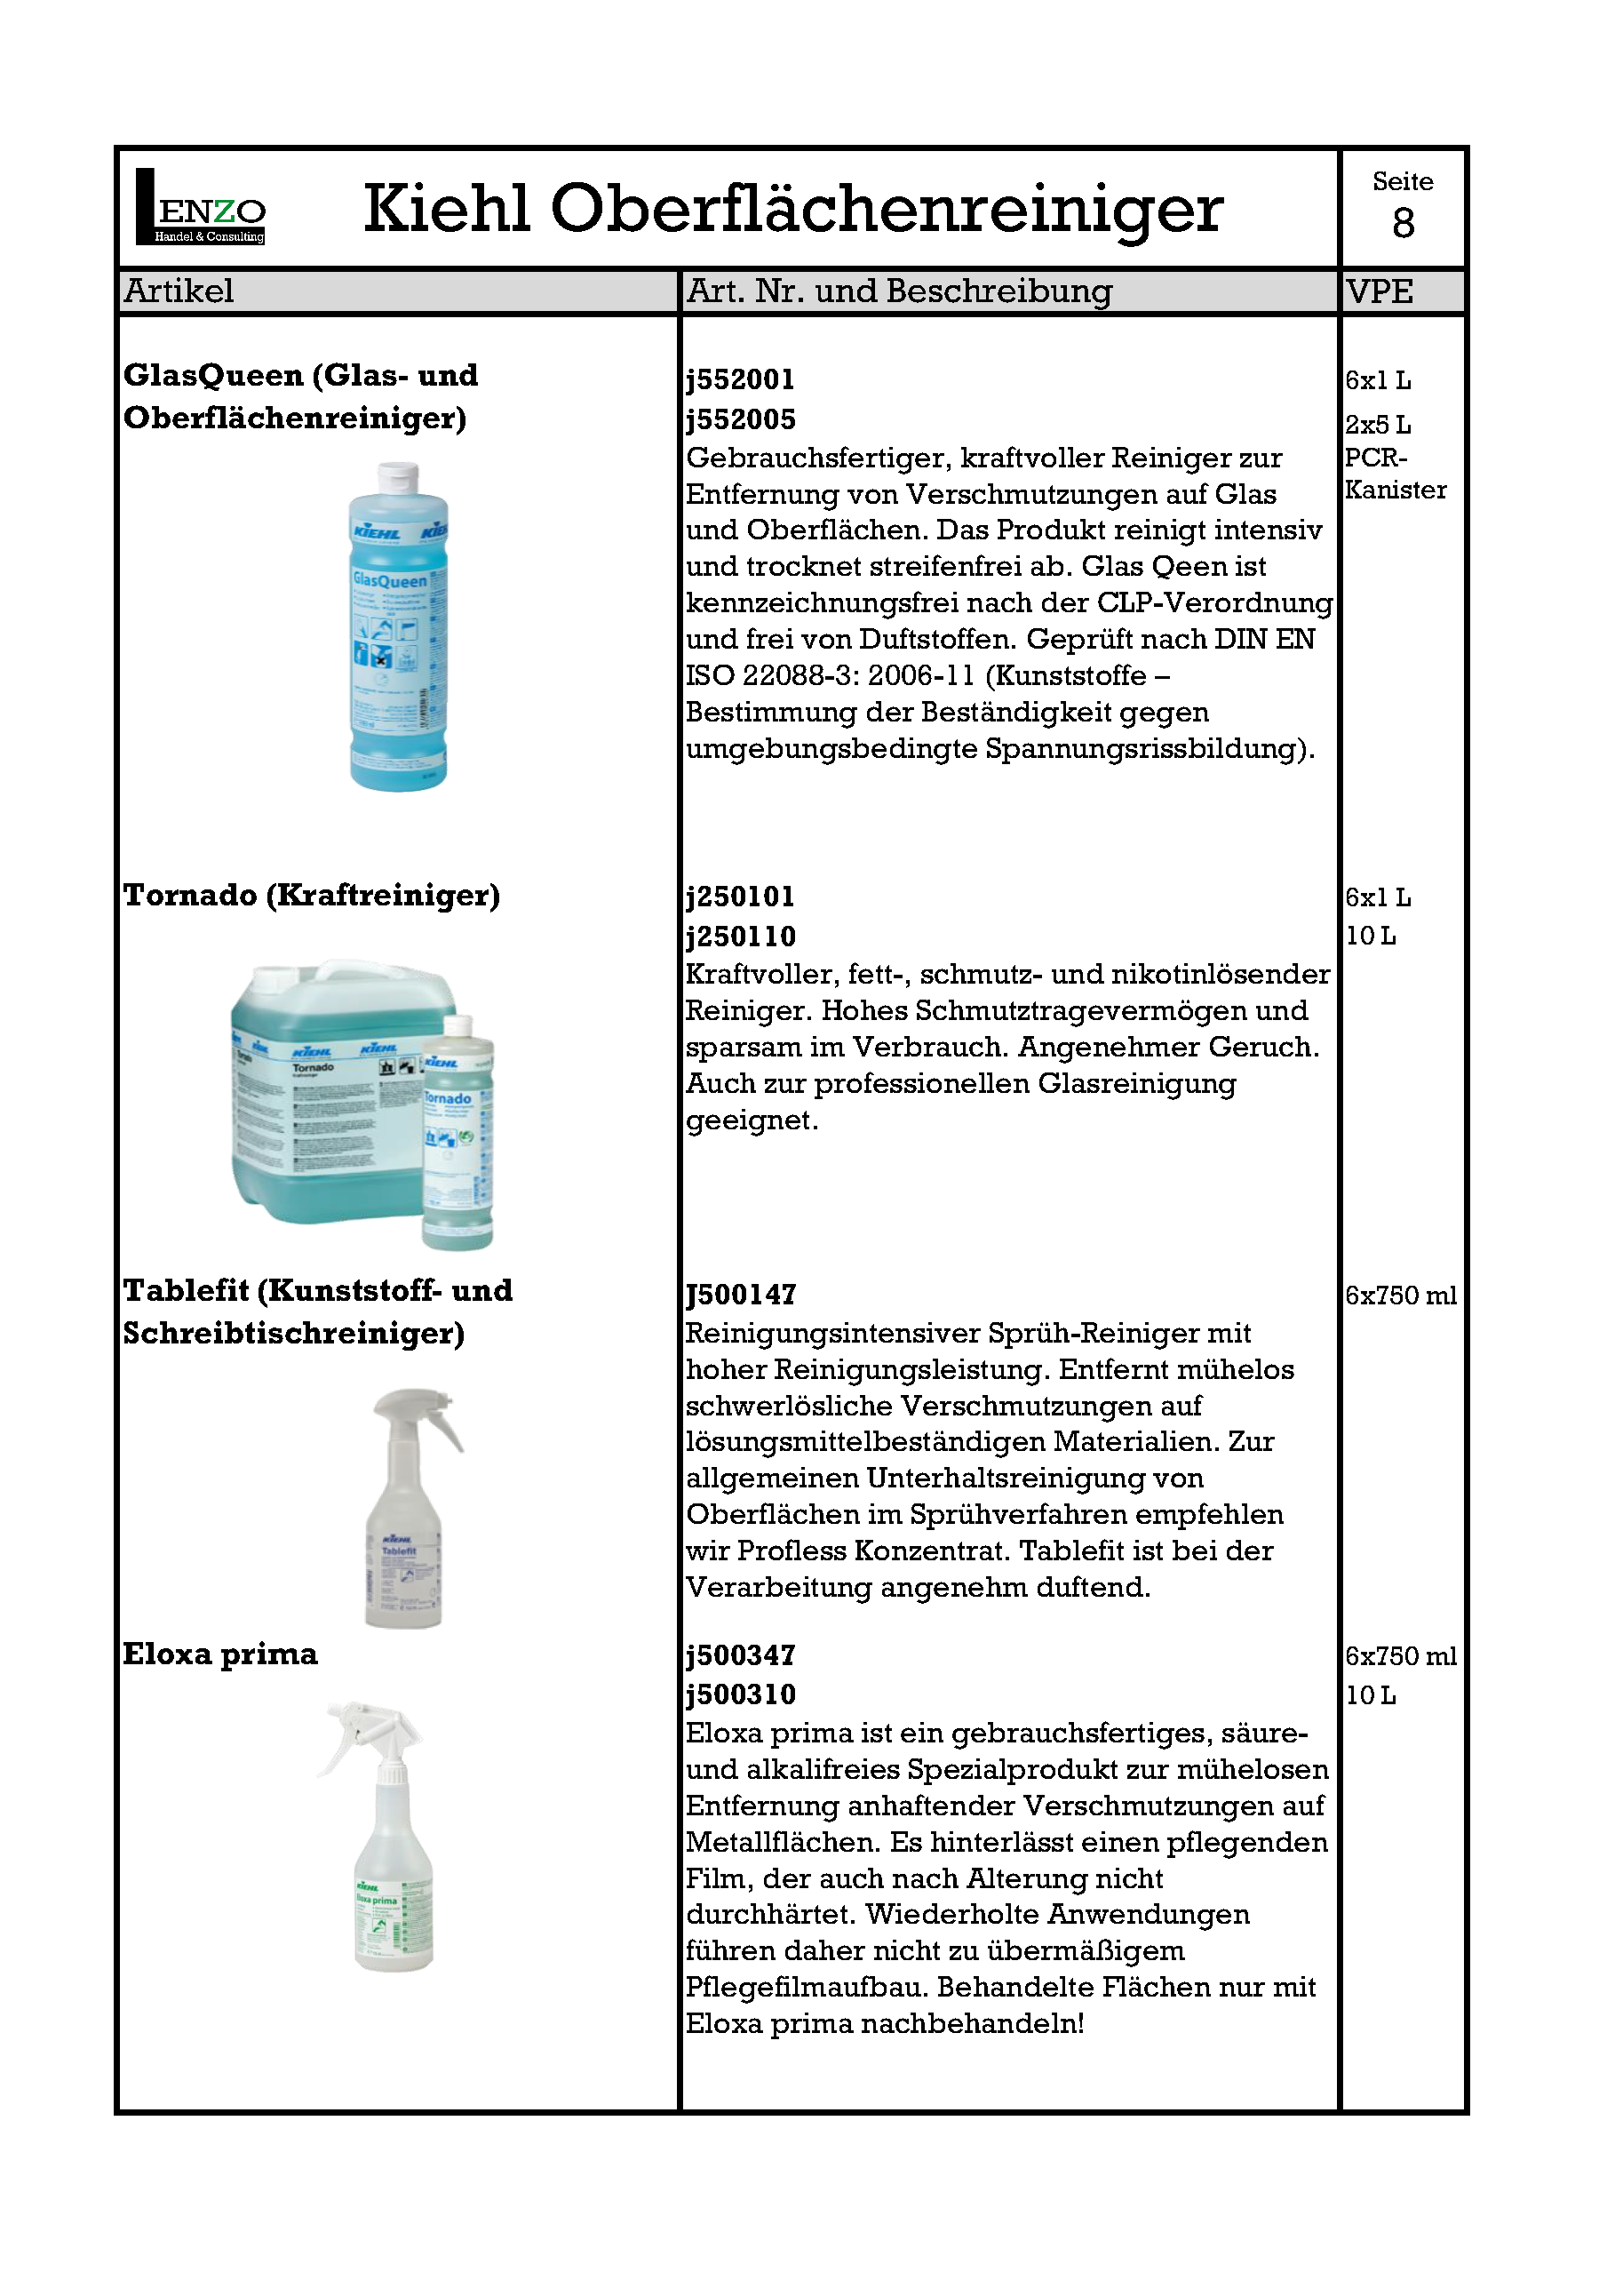 LENZO
Handel & Consulting
Kiehl Oberflächenreiniger
Seite
8
Artikel
Art. Nr. und Beschreibung
VPE
GlasQueen (Glas- und
Oberflächenreiniger)
KIEHL
GlasQueen
j552001
j552005
Gebrauchsfertiger, kraftvoller Reiniger zur
Entfernung von Verschmutzungen auf Glas
und Oberflächen. Das Produkt reinigt intensiv
und trocknet streifenfrei ab. Glas Qeen ist
kennzeichnungsfrei nach der CLP-Verordnung
und frei von Duftstoffen. Geprüft nach DIN EN
ISO 22088-3: 2006-11 (Kunststoffe –
Bestimmung der Beständigkeit gegen
umgebungsbedingte Spannungsrissbildung).
6x1 L
2x5 L
PCR-
Kanister
Tornado (Kraftreiniger)
KIEHL KIEHL
Tornado
KIEHL
Tornado
j250101
j250110
Kraftvoller, fett-, schmutz- und nikotinlösender
Reiniger. Hohes Schmutztragevermögen und
sparsam im Verbrauch. Angenehmer Geruch.
Auch zur professionellen Glasreinigung
geeignet.
6x1 L
10 L
Tablefit (Kunststoff- und
Schreibtischreiniger)
KIEHL
Tablefit
J500147
Reinigungsintensiver Sprüh-Reiniger mit
hoher Reinigungsleistung. Entfernt mühelos
schwerlösliche Verschmutzungen auf
lösungsmittelbeständigen Materialien. Zur
allgemeinen Unterhaltsreinigung von
Oberflächen im Sprühverfahren empfehlen
wir Profless Konzentrat. Tablefit ist bei der
Verarbeitung angenehm duftend.
6x750 ml
Eloxa prima
KIEHL
Eloxa prima
j500347
j500310
Eloxa prima ist ein gebrauchsfertiges, säure-
und alkalifreies Spezialprodukt zur mühelosen
Entfernung anhaftender Verschmutzungen auf
Metallflächen. Es hinterlässt einen pflegenden
Film, der auch nach Alterung nicht
durchhärtet. Wiederholte Anwendungen
führen daher nicht zu übermäßigem
Pflegefilmaufbau. Behandelte Flächen nur mit
Eloxa prima nachbehandeln!
6x750 ml
10 L